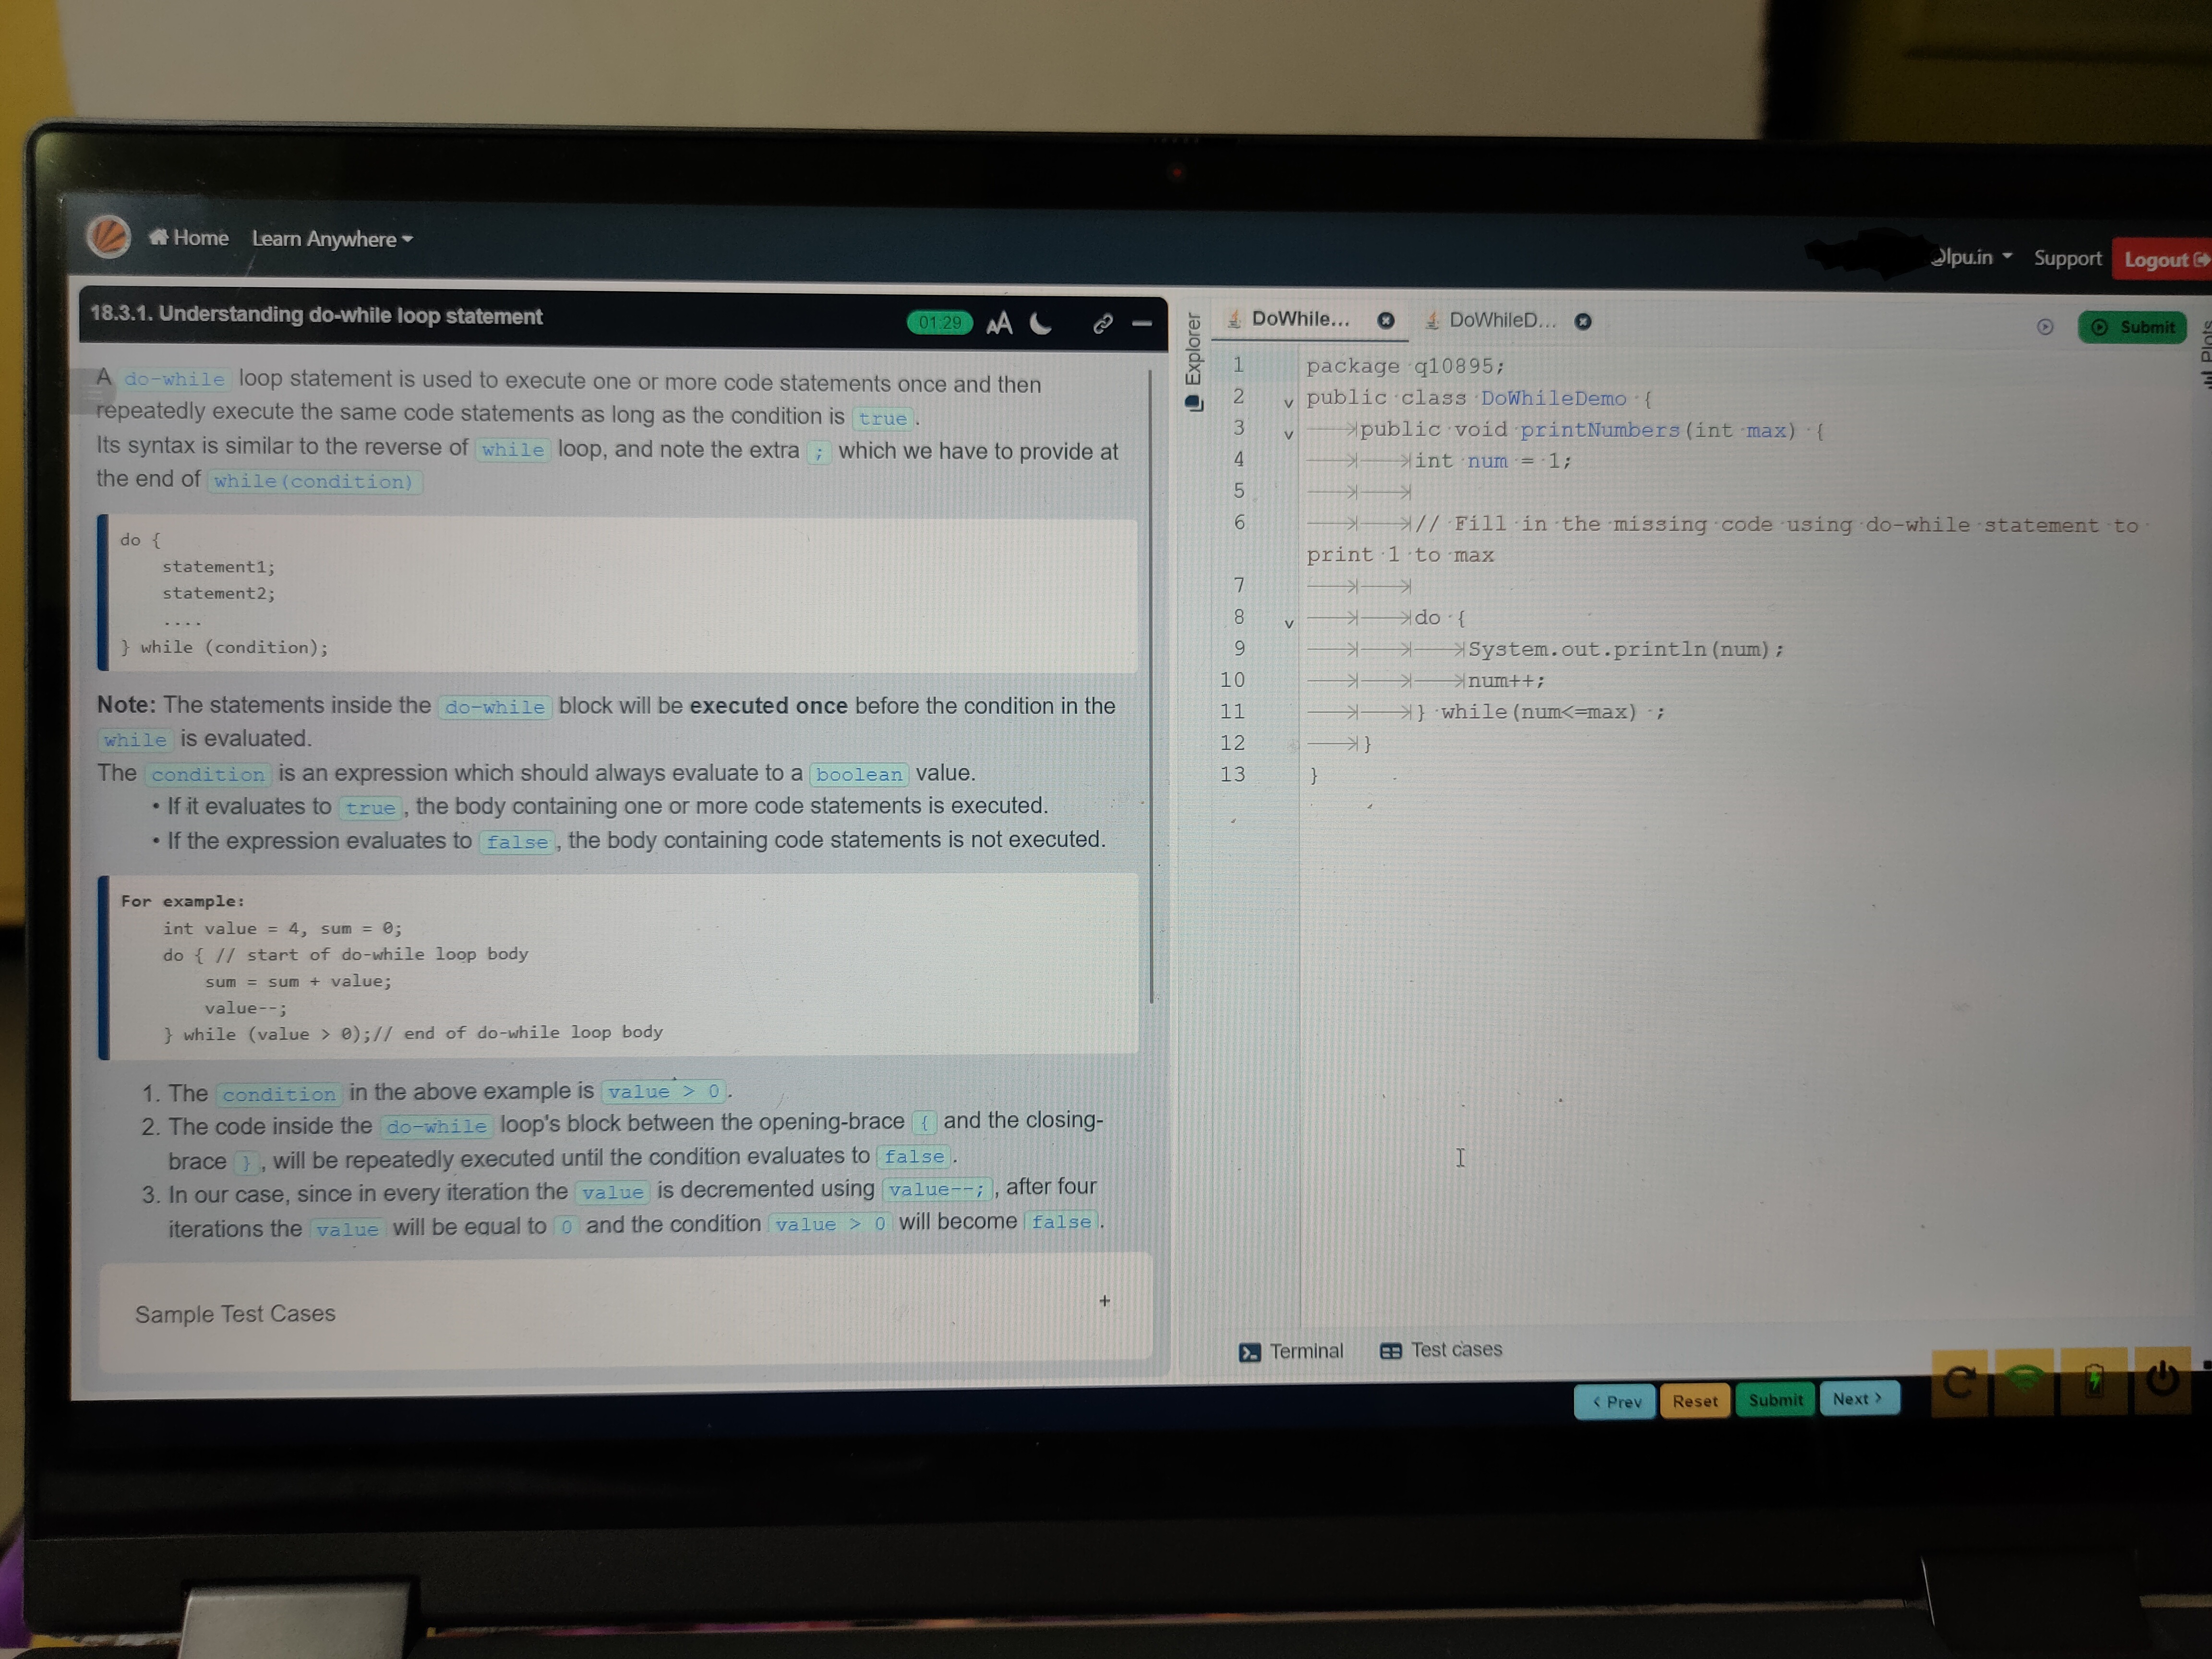 Home Learn Anywhere
@lpu.in Support Logout
18.3.1. Understanding do-while loop statement
01:29 AA
A do-while loop statement is used to execute one or more code statements once and then
repeatedly execute the same code statements as long as the condition is true.
Its syntax is similar to the reverse of while loop, and note the extra ; which we have to provide at
the end of while(condition)
do {
statement1;
statement2;
....
} while (condition);
Note: The statements inside the do-while block will be executed once before the condition in the
while is evaluated.
The condition is an expression which should always evaluate to a boolean value.
• If it evaluates to true, the body containing one or more code statements is executed.
• If the expression evaluates to false, the body containing code statements is not executed.
For example:
int value = 4, sum = 0;
do { // start of do-while loop body
sum = sum + value;
value--;
} while (value > 0);// end of do-while loop body
1. The condition in the above example is value > 0.
2. The code inside the do-while loop's block between the opening-brace { and the closing-
brace }, will be repeatedly executed until the condition evaluates to false.
3. In our case, since in every iteration the value is decremented using value--;, after four
iterations the value will be equal to 0 and the condition value > 0 will become false.
Sample Test Cases +
Explorer
DoWhile... DoWhileD...
Submit
Plots
1 package q10895;
2 public class DoWhileDemo {
3 public void printNumbers(int max) {
4 int num = 1;
5
6 // Fill in the missing code using do-while statement to
print 1 to max
7
8 do {
9 System.out.println(num);
10 num++;
11 } while(num<=max) ;
12 }
13 }
Terminal Test cases
< Prev Reset Submit Next >